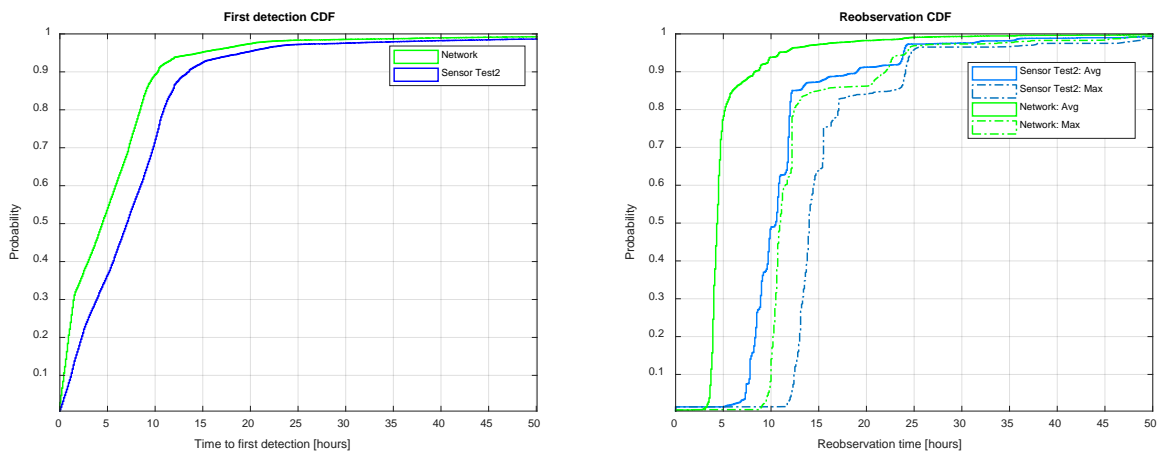 First detection CDF
Network
Sensor Test2
1
0.9
0.8
0.7
0.6
0.5
0.4
0.3
0.2
0.1
Probability
0 5 10 15 20 25 30 35 40 45 50
Time to first detection [hours]
Reobservation CDF
Sensor Test2: Avg
Sensor Test2: Max
Network: Avg
Network: Max
1
0.9
0.8
0.7
0.6
0.5
0.4
0.3
0.2
0.1
Probability
0 5 10 15 20 25 30 35 40 45 50
Reobservation time [hours]